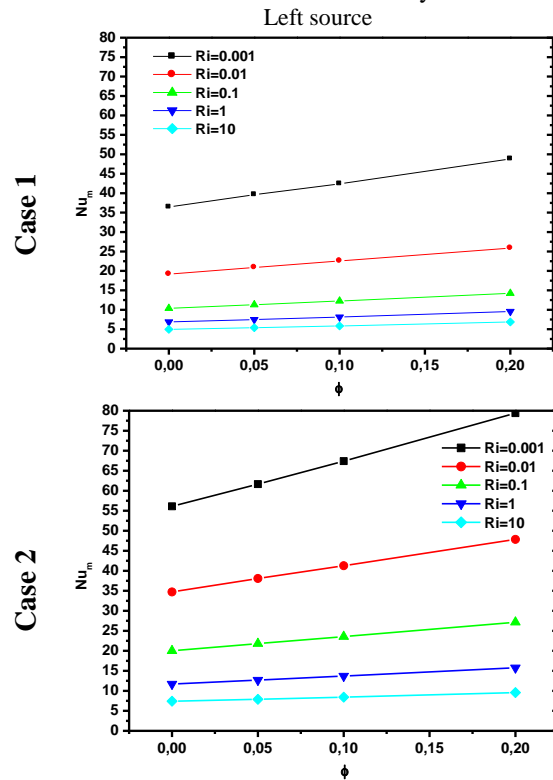 Left source
Case 1
Nu_m
80
75
70
65
60
55
50
45
40
35
30
25
20
15
10
5
0
Ri=0.001
Ri=0.01
Ri=0.1
Ri=1
Ri=10
0,00 0,05 0,10 0,15 0,20
ϕ
Case 2
Nu_m
80
75
70
65
60
55
50
45
40
35
30
25
20
15
10
5
0
Ri=0.001
Ri=0.01
Ri=0.1
Ri=1
Ri=10
0,00 0,05 0,10 0,15 0,20
ϕ